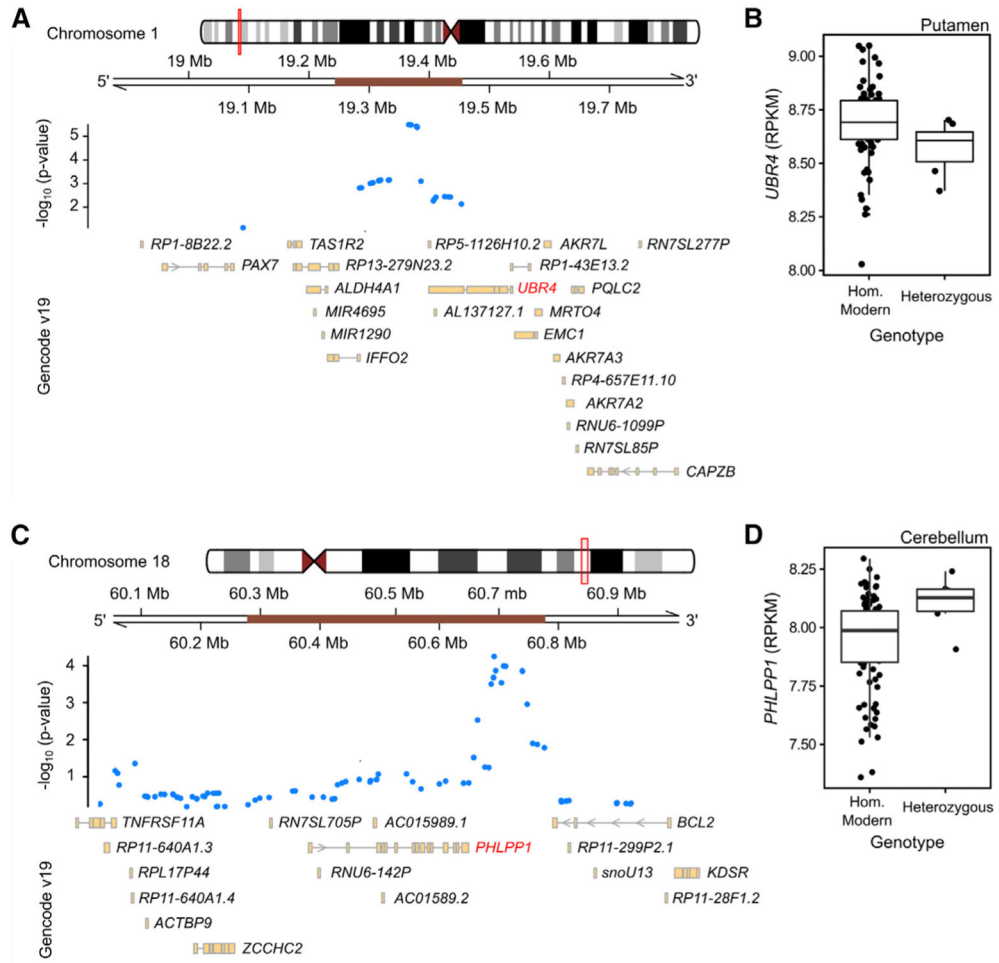 A
Chromosome 1
19 Mb 19.2 Mb 19.4 Mb 19.6 Mb
5' 3'
19.1 Mb 19.3 Mb 19.5 Mb 19.7 Mb
-log10 (p-value)
5
4
3
2
RP1-8B22.2 TAS1R2 RP5-1126H10.2 AKR7L RN7SL277P
PAX7 RP13-279N23.2 RP1-43E13.2
ALDH4A1 UBR4 PQLC2
MIR4695 AL137127.1 MRTO4
MIR1290 EMC1
IFFO2 AKR7A3
RP4-657E11.10
AKR7A2
RNU6-1099P
RN7SL85P
CAPZB
Gencode v19
B
Putamen
UBR4 (RPKM)
9.00
8.75
8.50
8.25
8.00
Hom. Heterozygous
Modern
Genotype
C
Chromosome 18
60.1 Mb 60.3 Mb 60.5 Mb 60.7 mb 60.9 Mb
5' 3'
60.2 Mb 60.4 Mb 60.6 Mb 60.8 Mb
-log10 (p-value)
4
3
2
1
TNFRSF11A RN7SL705P AC015989.1 BCL2
RP11-640A1.3 PHLPP1 RP11-299P2.1
RPL17P44 RNU6-142P snoU13 KDSR
RP11-640A1.4 AC01589.2 RP11-28F1.2
ACTBP9
ZCCHC2
Gencode v19
D
Cerebellum
PHLPP1 (RPKM)
8.25
8.00
7.75
7.50
Hom. Heterozygous
Modern
Genotype